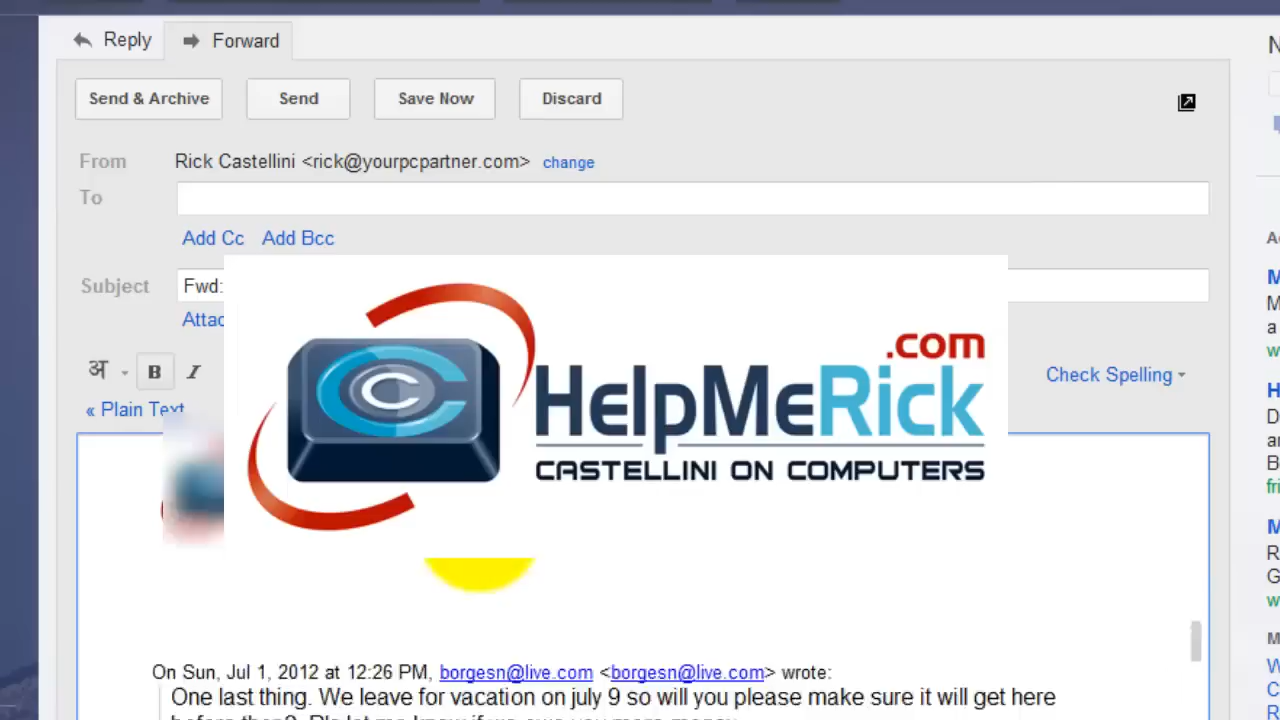 Reply Forward
Send & Archive Send Save Now Discard
From Rick Castellini <rick@yourpcpartner.com> change
To
Add Cc Add Bcc
Subject Fwd:
Attac
.com
HelpMeRick
CASTELLINI ON COMPUTERS
अ B I Check Spelling
« Plain Text
On Sun, Jul 1, 2012 at 12:26 PM, borgesn@live.com <borgesn@live.com> wrote:
One last thing. We leave for vacation on july 9 so will you please make sure it will get here